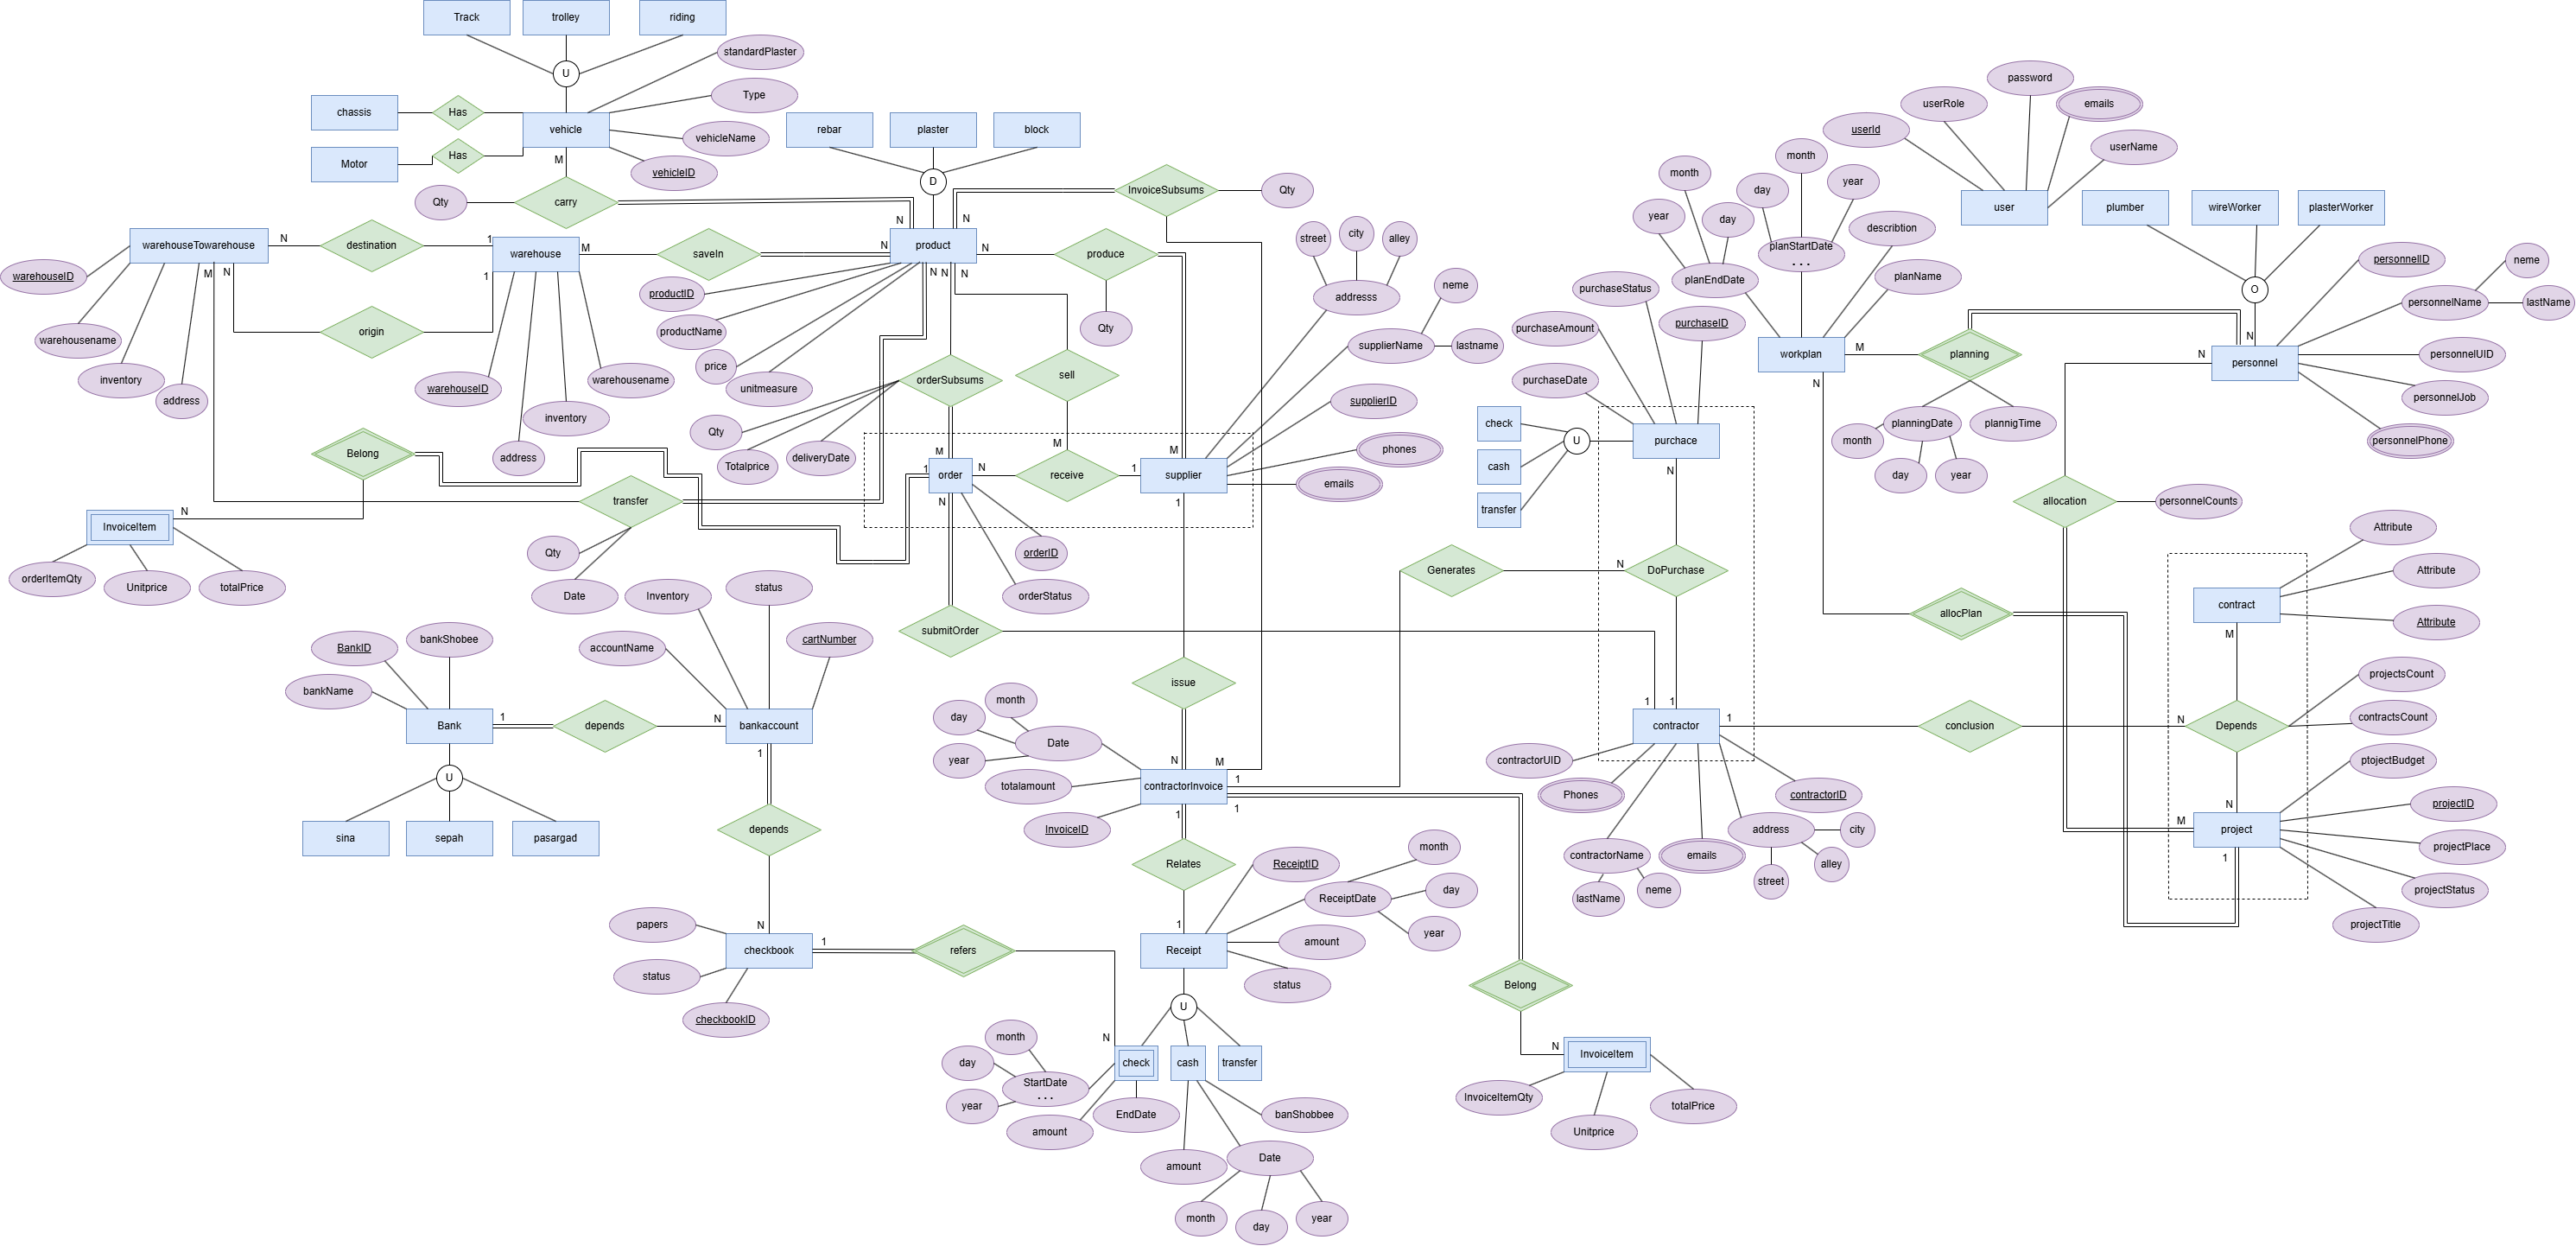 Track
trolley
riding
U
standardPlaster
Type
vehicleName
vehicleID
chassis
Has
vehicle
Motor
Has
M
Qty
carry
rebar
plaster
block
D
N
N
InvoiceSubsums
Qty
warehouseTowarehouse
N
destination
1
warehouse
M
saveIn
N
product
N
produce
M
N
1
N
N
N
warehouseID
warehousename
inventory
address
origin
warehouseID
address
inventory
warehousename
productID
productName
price
unitmeasure
Qty
street
city
alley
addresss
neme
supplierName
lastname
supplierID
phones
emails
orderSubsums
sell
Qty
Totalprice
deliveryDate
M
M
M
1
order
N
receive
1
supplier
N
1
Belong
transfer
Qty
Date
N
InvoiceItem
orderItemQty
Unitprice
totalPrice
orderID
orderStatus
submitOrder
status
Inventory
accountName
cartNumber
bankShobee
BankID
bankName
Bank
1
depends
N
bankaccount
1
U
sina
sepah
pasargad
depends
N
papers
status
checkbookID
checkbook
1
refers
N
issue
month
day
year
Date
totalamount
InvoiceID
N
M
contractorInvoice
1
1
1
Relates
1
ReceiptID
ReceiptDate
month
day
year
Receipt
amount
status
U
check
cash
transfer
month
day
year
StartDate
. . .
amount
EndDate
banShobbee
amount
Date
month
day
year
Belong
N
InvoiceItem
InvoiceItemQty
Unitprice
totalPrice
Generates
N
DoPurchase
purchaseStatus
purchaseAmount
purchaseID
purchaseDate
check
cash
transfer
U
purchace
N
1
1
contractor
1
conclusion
N
contractorUID
Phones
contractorName
lastName
neme
emails
contractorID
address
city
alley
street
month
day
year
planEndDate
month
day
year
planStartDate
. . .
describtion
planName
workplan
M
N
planning
planningDate
month
day
year
plannigTime
userId
userRole
password
emails
userName
user
plumber
wireWorker
plasterWorker
O
N
N
personnel
personnelID
personnelName
neme
lastName
personnelUID
personnelJob
personnelPhone
allocation
personnelCounts
allocPlan
contract
Attribute
Attribute
Attribute
M
Depends
projectsCount
contractsCount
N
M
project
1
ptojectBudget
projectID
projectPlace
projectStatus
projectTitle